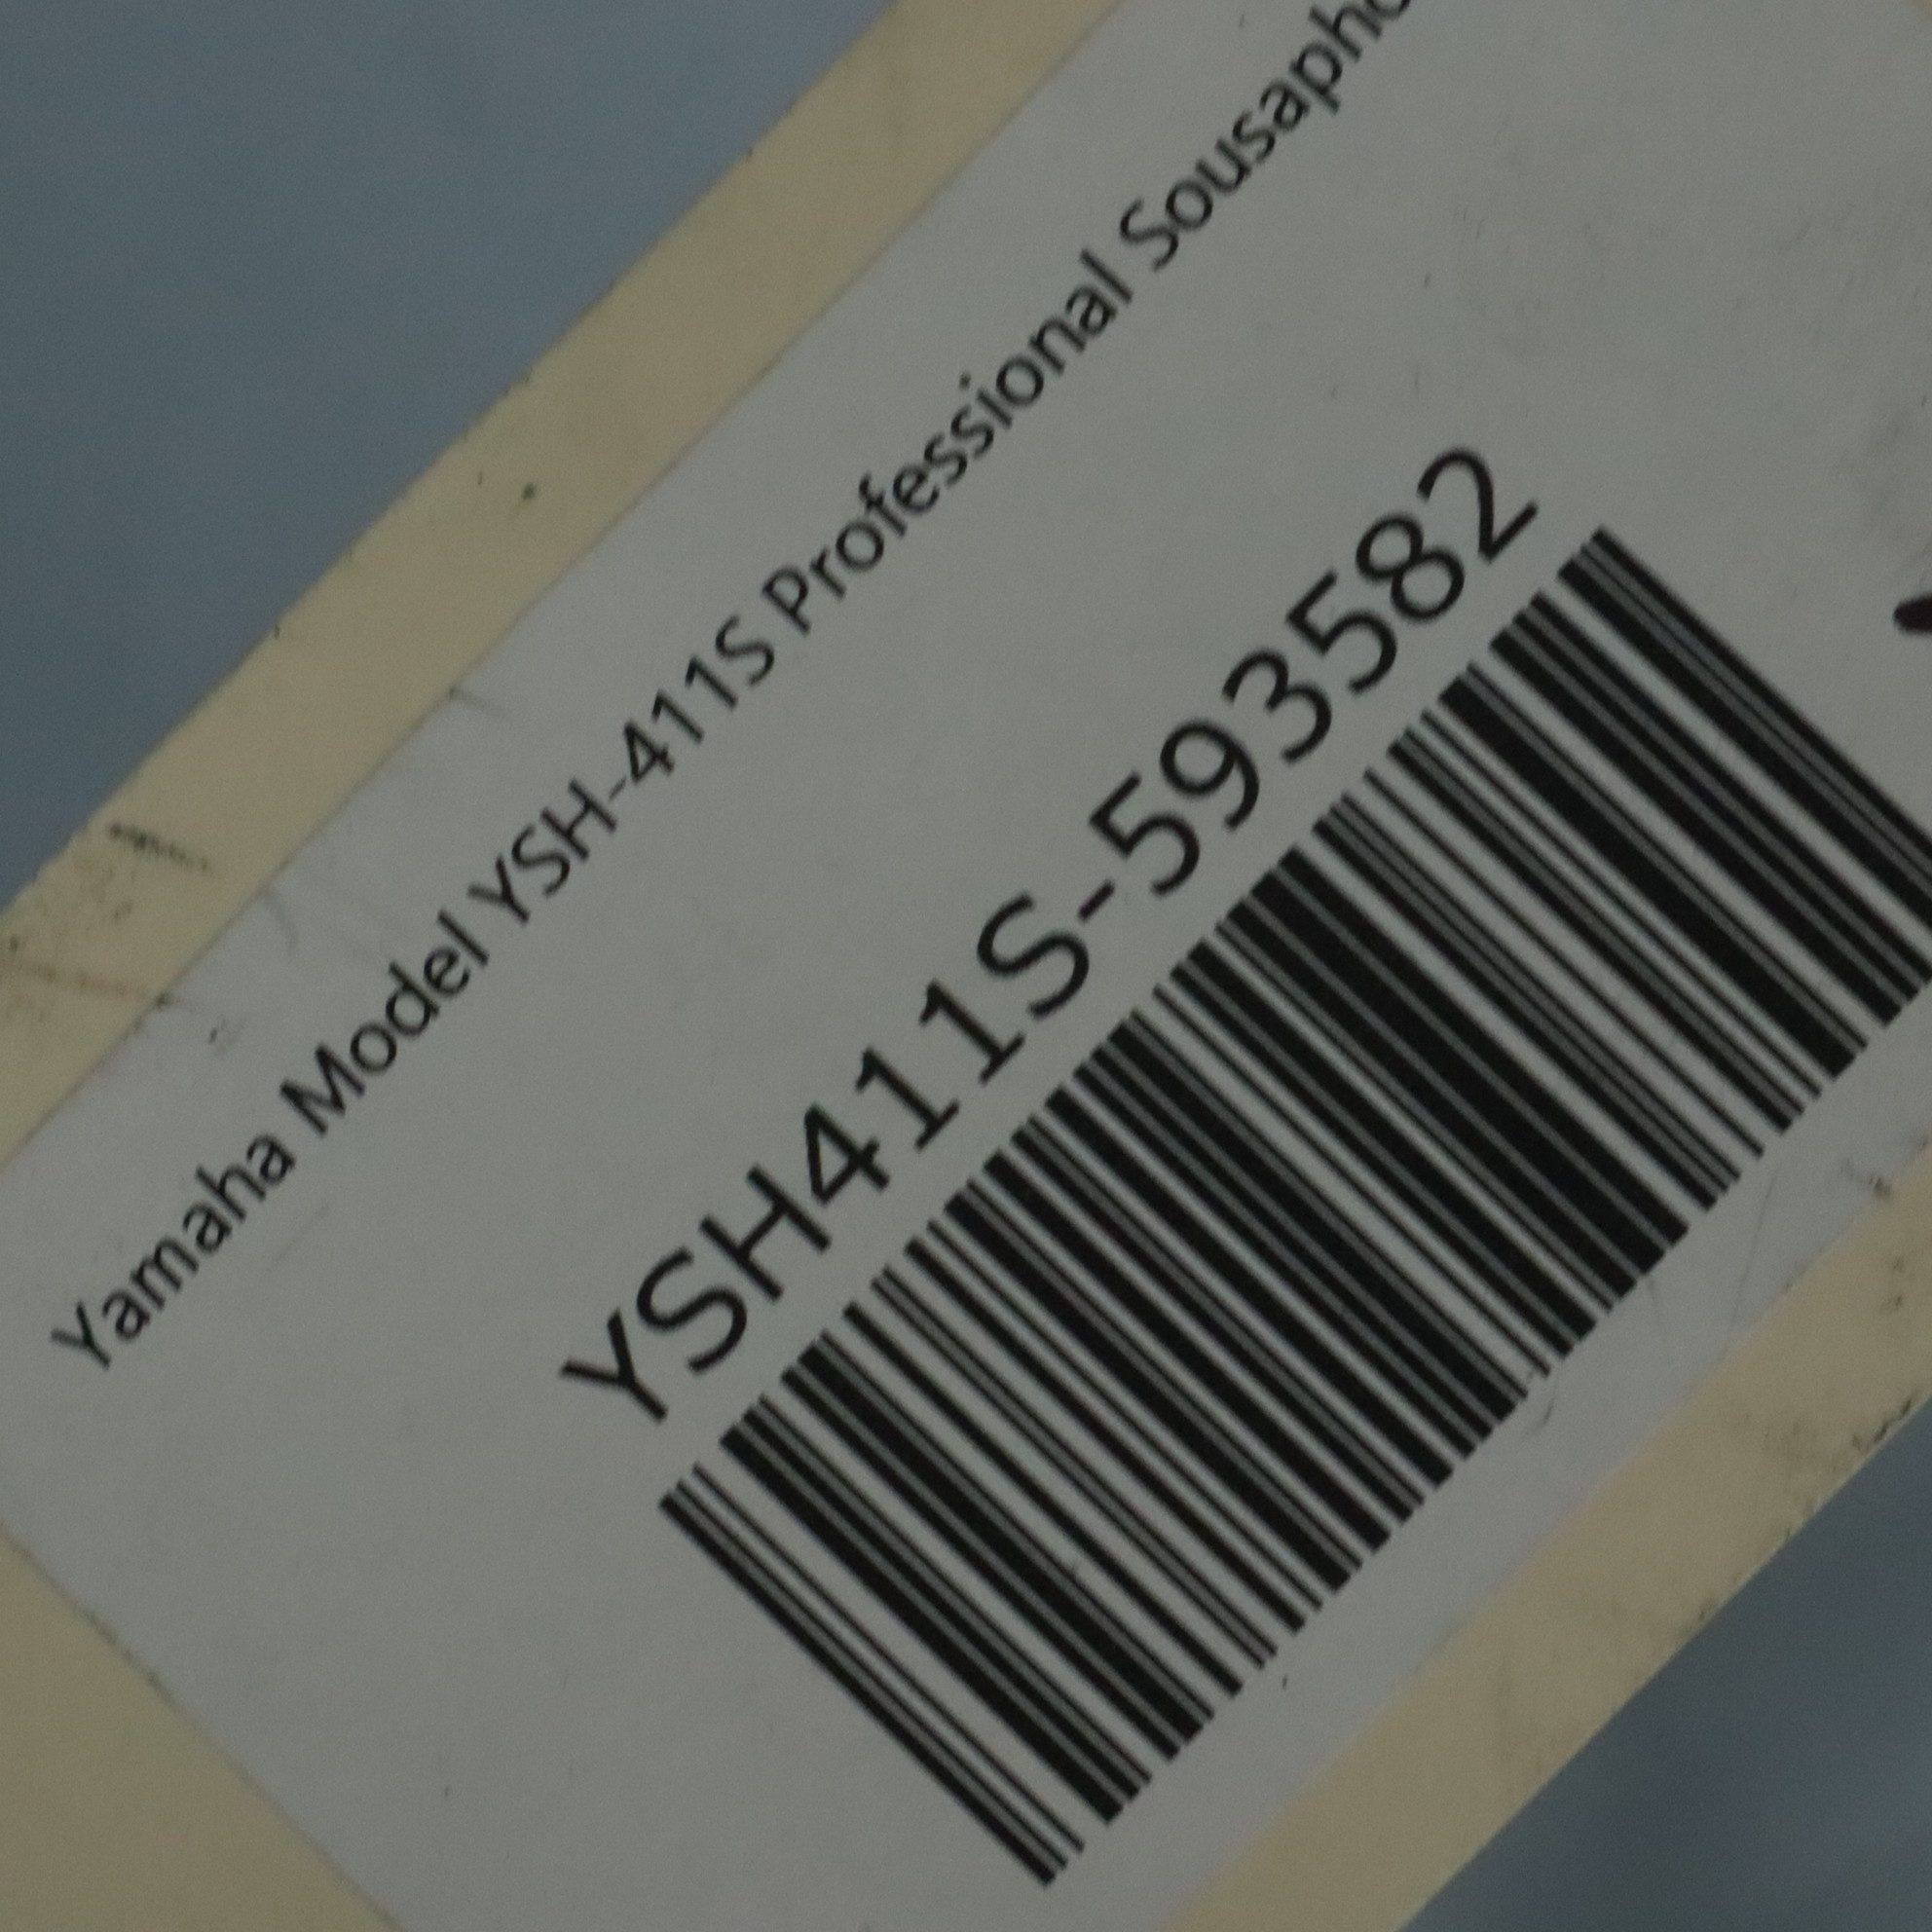 Yamaha Model YSH-411S Professional Sousapho
YSH411S-593582